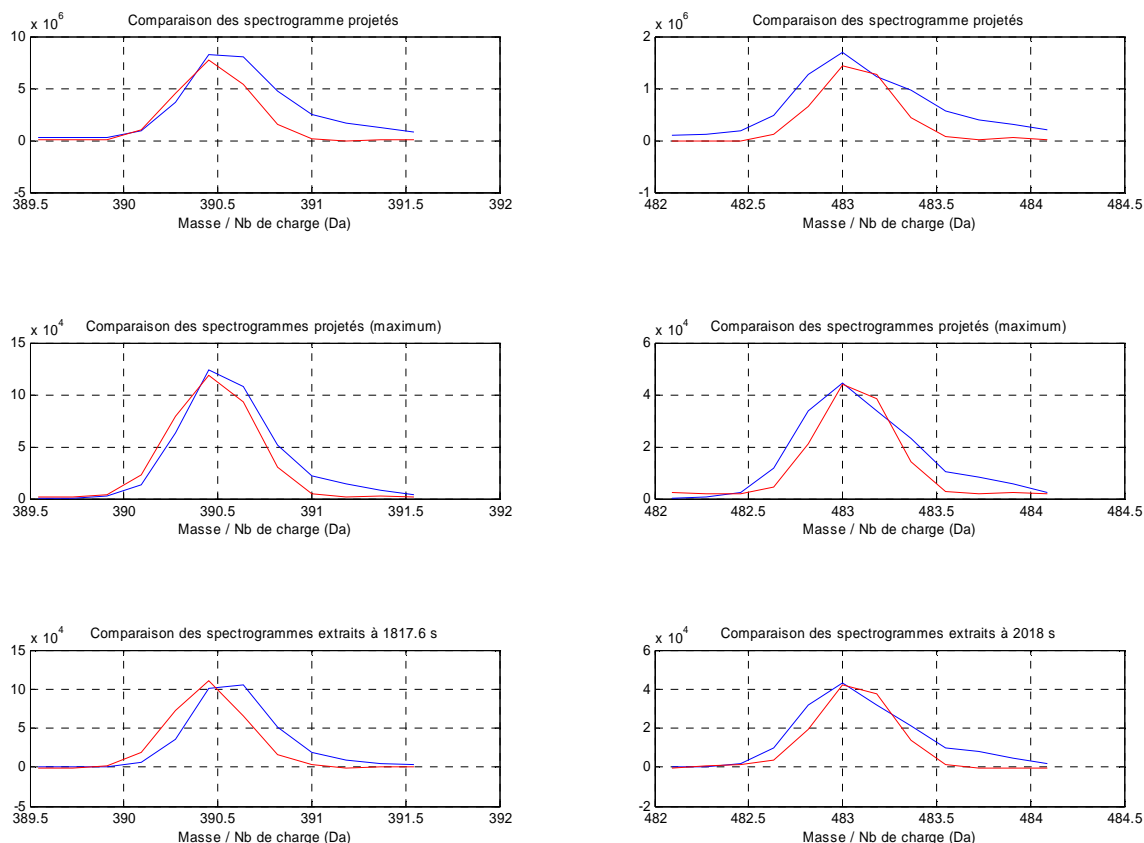 x 10^6
Comparaison des spectrogramme projetés
10
5
0
-5
389.5 390 390.5 391 391.5 392
Masse / Nb de charge (Da)
x 10^6
Comparaison des spectrogramme projetés
2
1
0
-1
482 482.5 483 483.5 484 484.5
Masse / Nb de charge (Da)
x 10^4
Comparaison des spectrogrammes projetés (maximum)
15
10
5
0
389.5 390 390.5 391 391.5 392
Masse / Nb de charge (Da)
x 10^4
Comparaison des spectrogrammes projetés (maximum)
6
4
2
0
482 482.5 483 483.5 484 484.5
Masse / Nb de charge (Da)
x 10^4
Comparaison des spectrogrammes extraits à 1817.6 s
15
10
5
0
-5
389.5 390 390.5 391 391.5 392
Masse / Nb de charge (Da)
x 10^4
Comparaison des spectrogrammes extraits à 2018 s
6
4
2
0
-2
482 482.5 483 483.5 484 484.5
Masse / Nb de charge (Da)